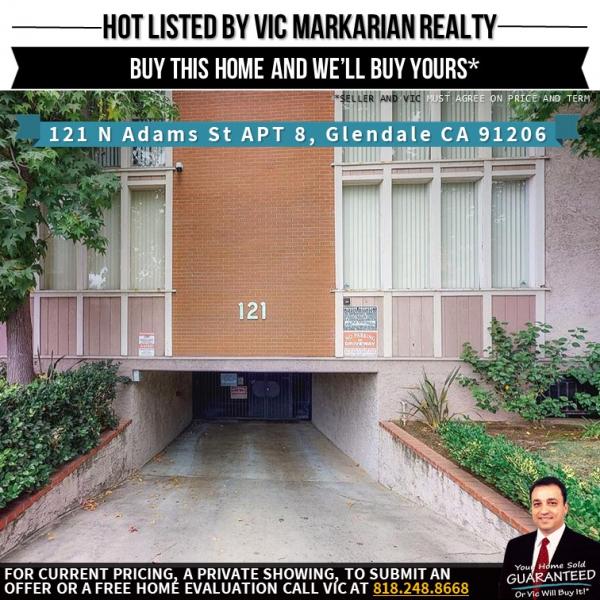 HOT LISTED BY VIC MARKARIAN REALTY
BUY THIS HOME AND WE'LL BUY YOURS*
*SELLER AND VIC MUST AGREE ON PRICE AND TERM
121 N Adams St APT 8, Glendale CA 91206
121
NO PARKING
DRIVEWAY
Your Home Sold
GUARANTEED
Or Vic Will Buy It!*
FOR CURRENT PRICING, A PRIVATE SHOWING, TO SUBMIT AN
OFFER OR A FREE HOME EVALUATION CALL VIC AT 818.248.8668